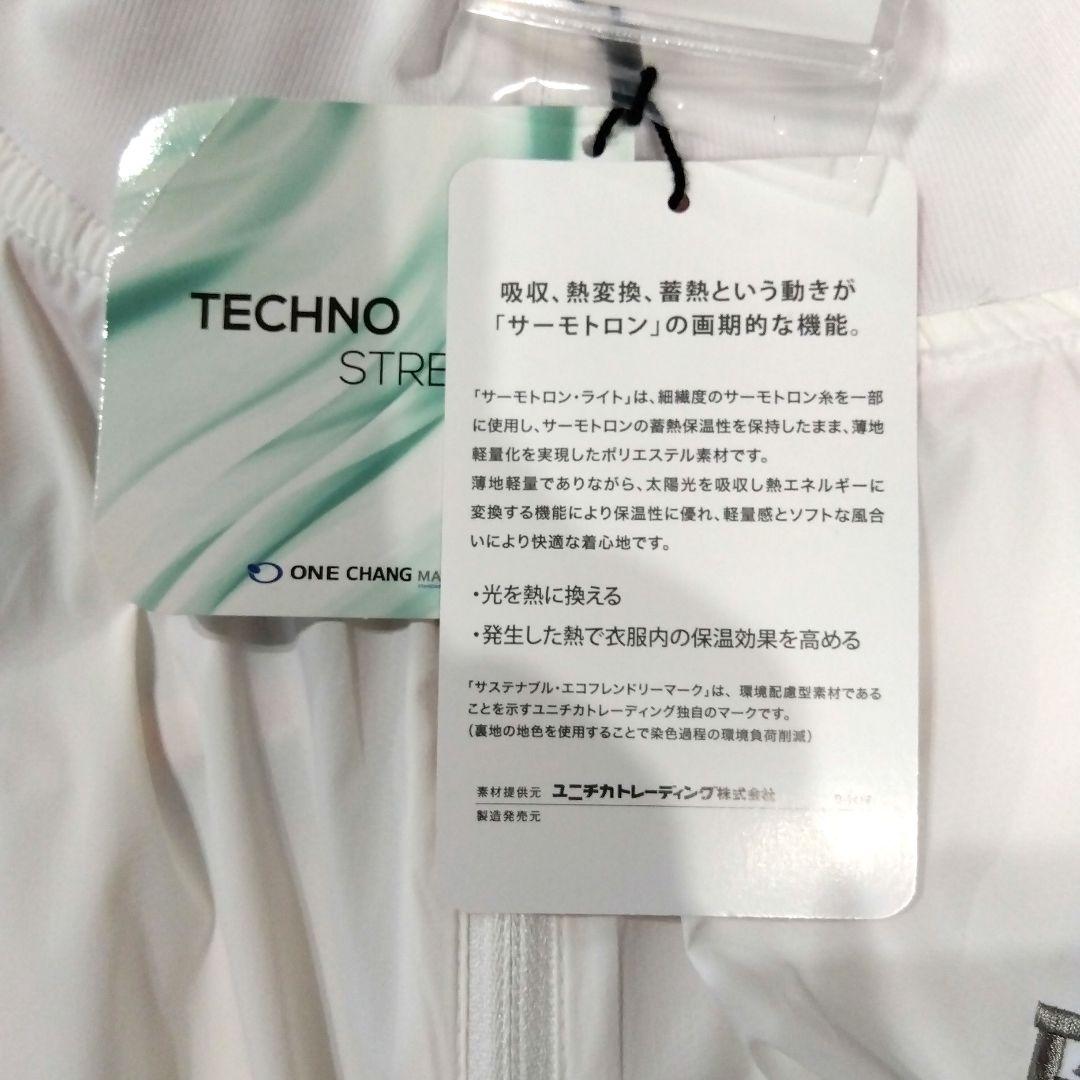 TECHNO
STRE
ONE CHANG MA
吸収、熱変換、蓄熱という動きが
「サーモトロン」の画期的な機能。
「サーモトロン・ライト」は、細繊度のサーモトロン糸を一部
に使用し、サーモトロンの蓄熱保温性を保持したまま、薄地
軽量化を実現したポリエステル素材です。
薄地軽量でありながら、太陽光を吸収し熱エネルギーに
変換する機能により保温性に優れ、軽量感とソフトな風合
いにより快適な着心地です。
・光を熱に換える
・発生した熱で衣服内の保温効果を高める
「サステナブル・エコフレンドリーマーク」は、環境配慮型素材である
ことを示すユニチカトレーディング独自のマークです。
(裏地の地色を使用することで染色過程の環境負荷削減)
素材提供元 ユニチカトレーディング株式会社
製造発売元